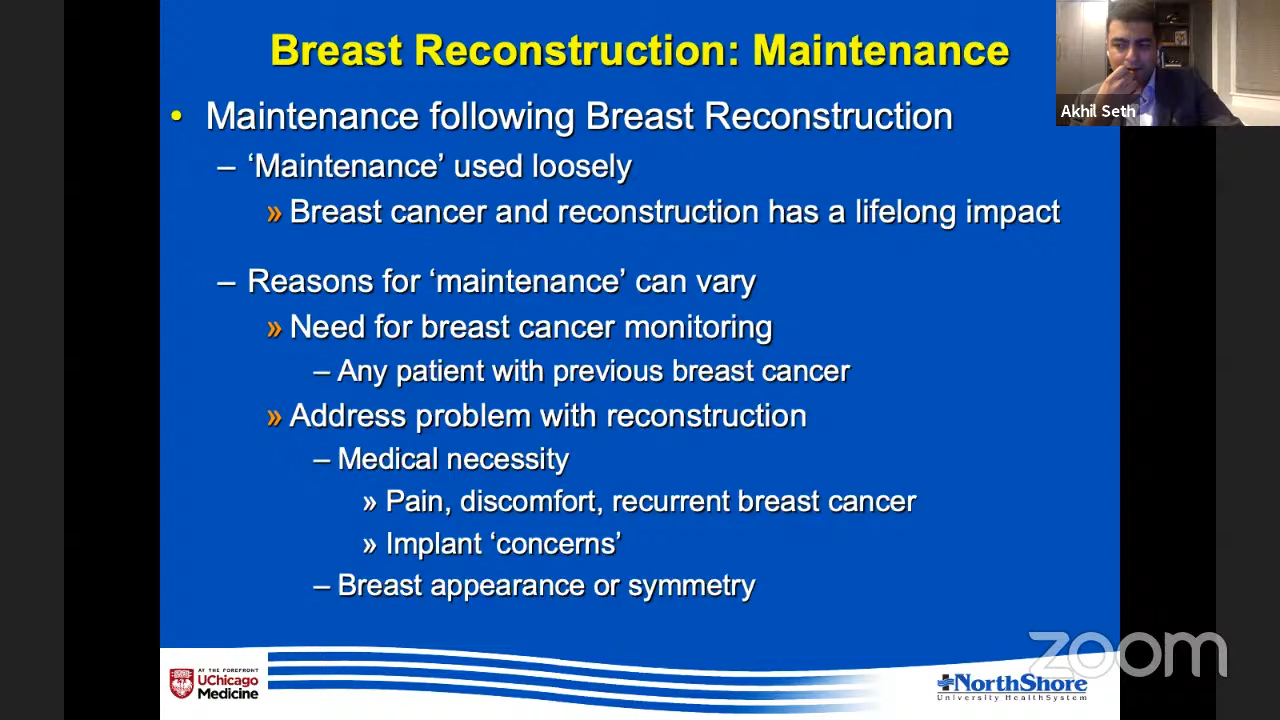 Breast Reconstruction: Maintenance
Akhil Seth
• Maintenance following Breast Reconstruction
– ‘Maintenance’ used loosely
» Breast cancer and reconstruction has a lifelong impact
– Reasons for ‘maintenance’ can vary
» Need for breast cancer monitoring
– Any patient with previous breast cancer
» Address problem with reconstruction
– Medical necessity
» Pain, discomfort, recurrent breast cancer
» Implant ‘concerns’
– Breast appearance or symmetry
zoom
AT THE FOREFRONT
UChicago
Medicine
NorthShore
University HealthSystem